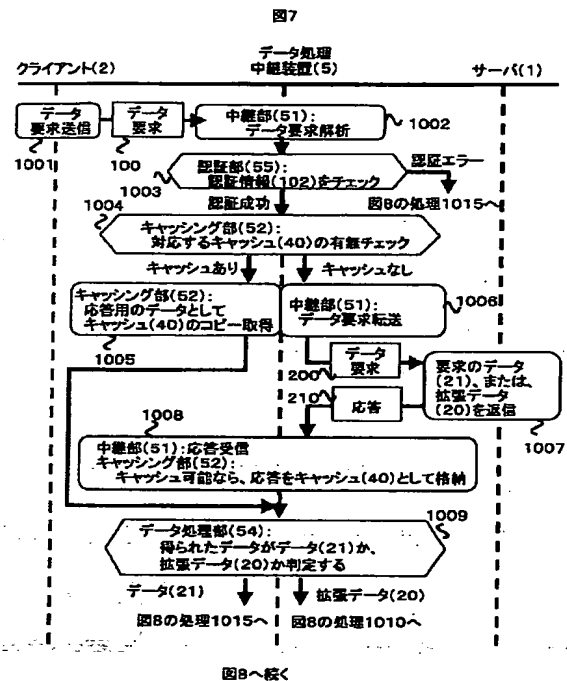 図7
クライアント(2)
データ処理
中継装置(5)
サーバ(1)
データ
要求送信
1001
データ
要求
100
中継部(51):
データ要求解析
1002
認証部(55):
認証情報(102)をチェック
1003
認証エラー
図8の処理1015へ
認証成功
1004
キャッシング部(52):
対応するキャッシュ(40)の有無チェック
キャッシュあり
キャッシュなし
キャッシング部(52):
応答用のデータとして
キャッシュ(40)のコピー取得
1005
中継部(51):
データ要求転送
1006
データ
要求
200
要求のデータ
(21)、または、
拡張データ
(20)を返信
1007
210
応答
1008
中継部(51):応答受信
キャッシング部(52):
キャッシュ可能なら、応答をキャッシュ(40)として格納
1009
データ処理部(54):
得られたデータがデータ(21)か、
拡張データ(20)か判定する
データ(21)
拡張データ(20)
図8の処理1015へ
図8の処理1010へ
図8へ続く